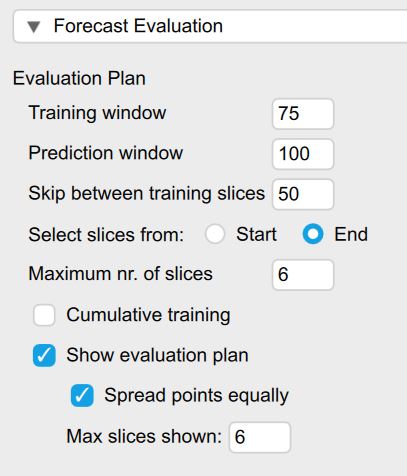 Forecast Evaluation
Evaluation Plan
Training window 75
Prediction window 100
Skip between training slices 50
Select slices from: Start End
Maximum nr. of slices 6
Cumulative training
Show evaluation plan
Spread points equally
Max slices shown: 6